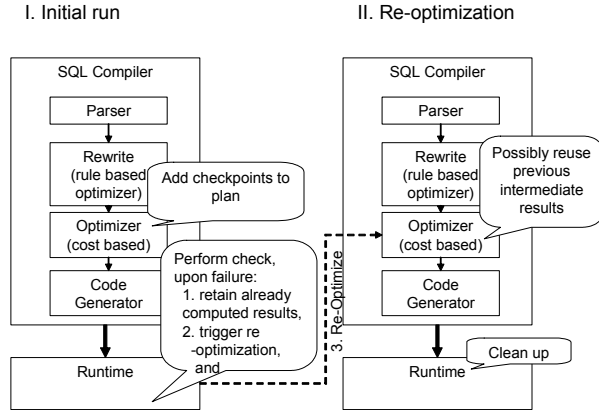 I. Initial run
SQL Compiler
Parser
Rewrite
(rule based
optimizer)
Add checkpoints to
plan
Optimizer
(cost based)
Perform check,
upon failure:
1. retain already
computed results,
2. trigger re
-optimization,
and
Code
Generator
Runtime
3. Re-Optimize
II. Re-optimization
SQL Compiler
Parser
Rewrite
(rule based
optimizer)
Possibly reuse
previous
intermediate
results
Optimizer
(cost based)
Code
Generator
Clean up
Runtime